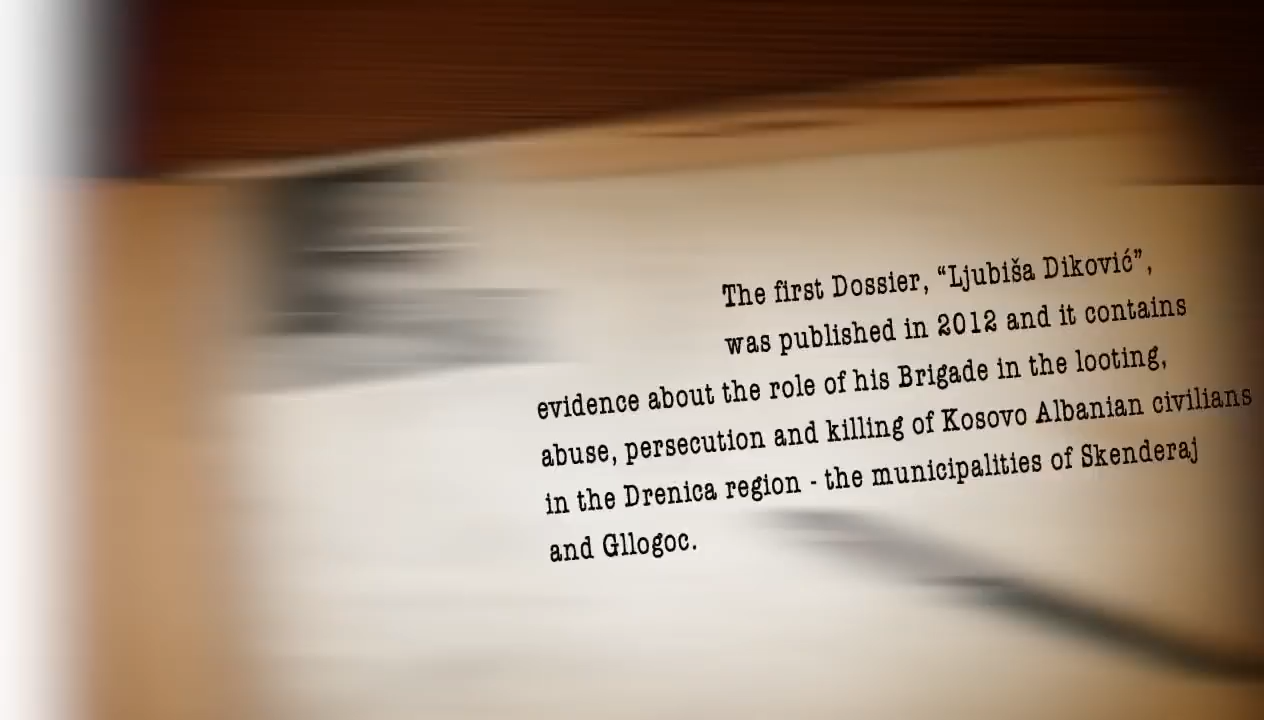 The first Dossier, “Ljubiša Diković”,
was published in 2012 and it contains
evidence about the role of his Brigade in the looting,
abuse, persecution and killing of Kosovo Albanian civilians
in the Drenica region - the municipalities of Skenderaj
and Gllogoc.